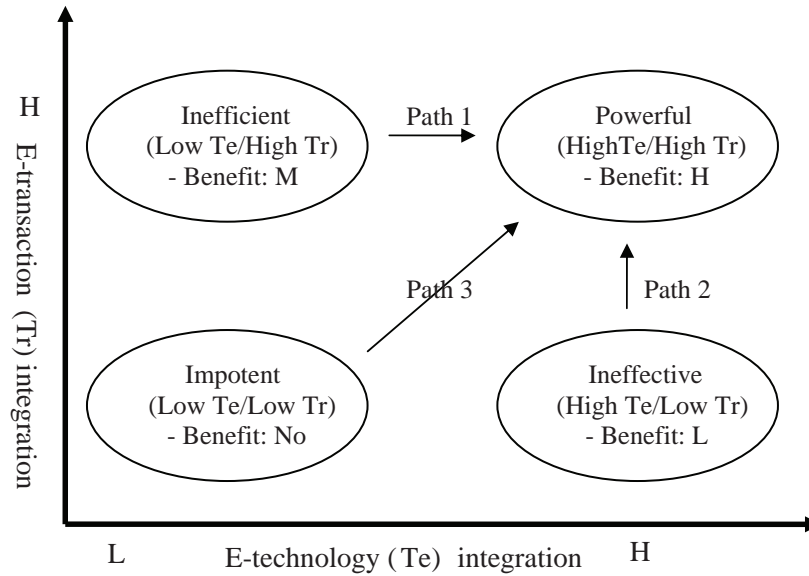 H
E-transaction (Tr) integration
Inefficient
(Low Te/High Tr)
- Benefit: M
Path 1
Powerful
(HighTe/High Tr)
- Benefit: H
Path 3
Path 2
Impotent
(Low Te/Low Tr)
- Benefit: No
Ineffective
(High Te/Low Tr)
- Benefit: L
L
E-technology (Te) integration
H